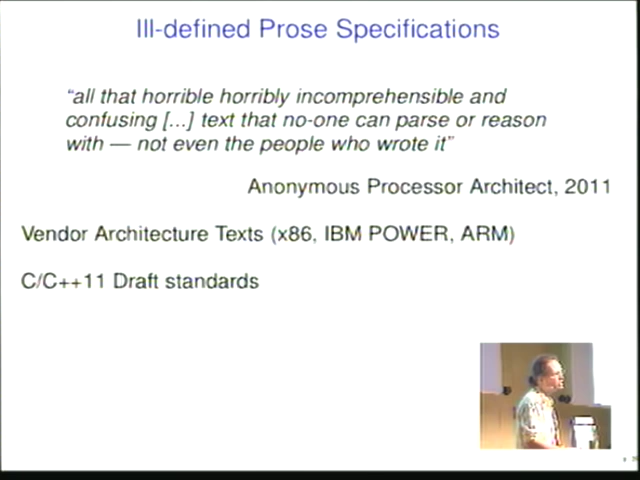 Ill-defined Prose Specifications
“all that horrible horribly incomprehensible and
confusing [...] text that no-one can parse or reason
with — not even the people who wrote it”
Anonymous Processor Architect, 2011
Vendor Architecture Texts (x86, IBM POWER, ARM)
C/C++11 Draft standards